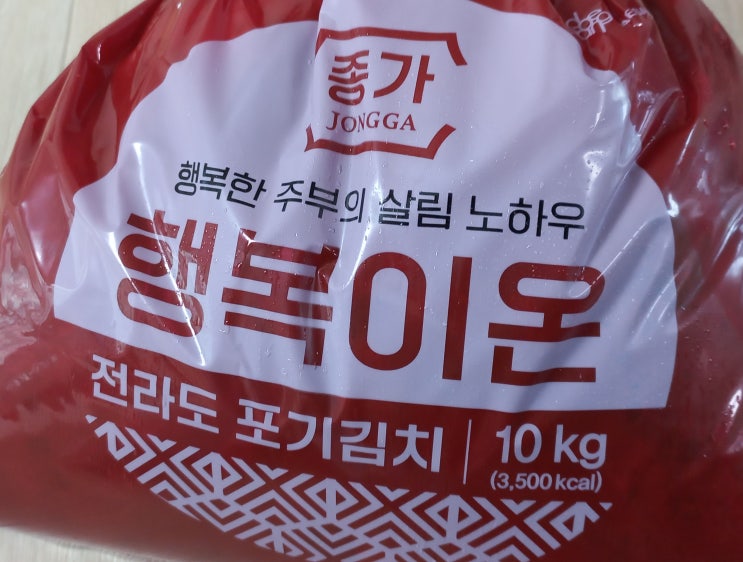 종가
JONGGA
행복한 주부의 살림 노하우
행복이온
전라도 포기김치 | 10 kg
(3,500 kcal)